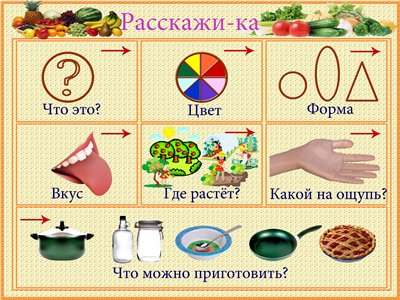 Расскажи-ка
?
Что это?
Цвет
Форма
Вкус
Где растёт?
Какой на ощупь?
Что можно приготовить?